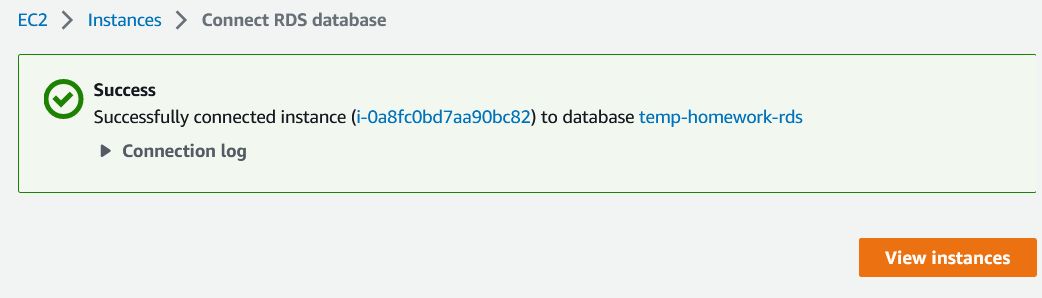 EC2 > Instances > Connect RDS database
Success
Successfully connected instance (i-0a8fc0bd7aa90bc82) to database temp-homework-rds
Connection log
View instances